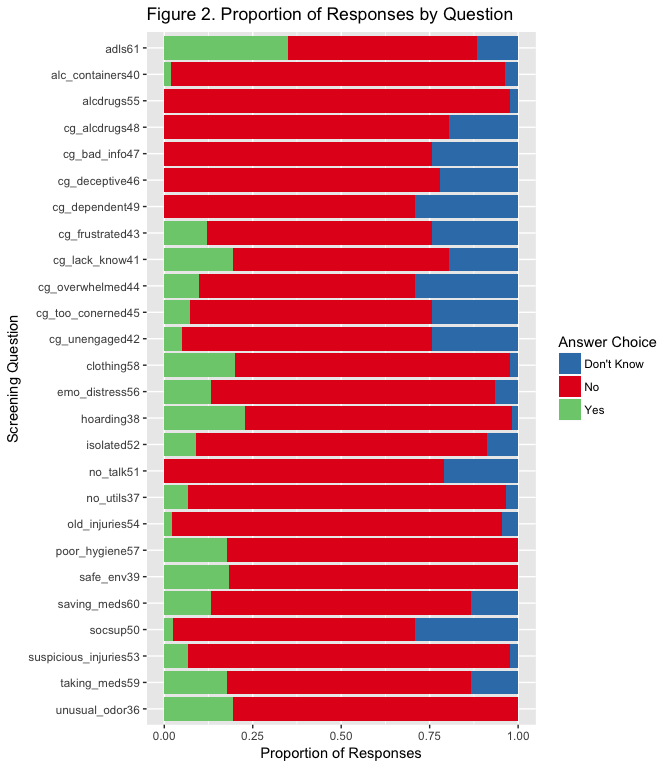 Figure 2. Proportion of Responses by Question
adls61
alc_containers40
alcdrugs55
cg_alcdrugs48
cg_bad_info47
cg_deceptive46
cg_dependent49
cg_frustrated43
cg_lack_know41
cg_overwhelmed44
cg_too_conerned45
cg_unengaged42
clothing58
emo_distress56
hoarding38
isolated52
no_talk51
no_utils37
old_injuries54
poor_hygiene57
safe_env39
saving_meds60
socsup50
suspicious_injuries53
taking_meds59
unusual_odor36
Screening Question
0.00 0.25 0.50 0.75 1.00
Proportion of Responses
Answer Choice
Don't Know
No
Yes